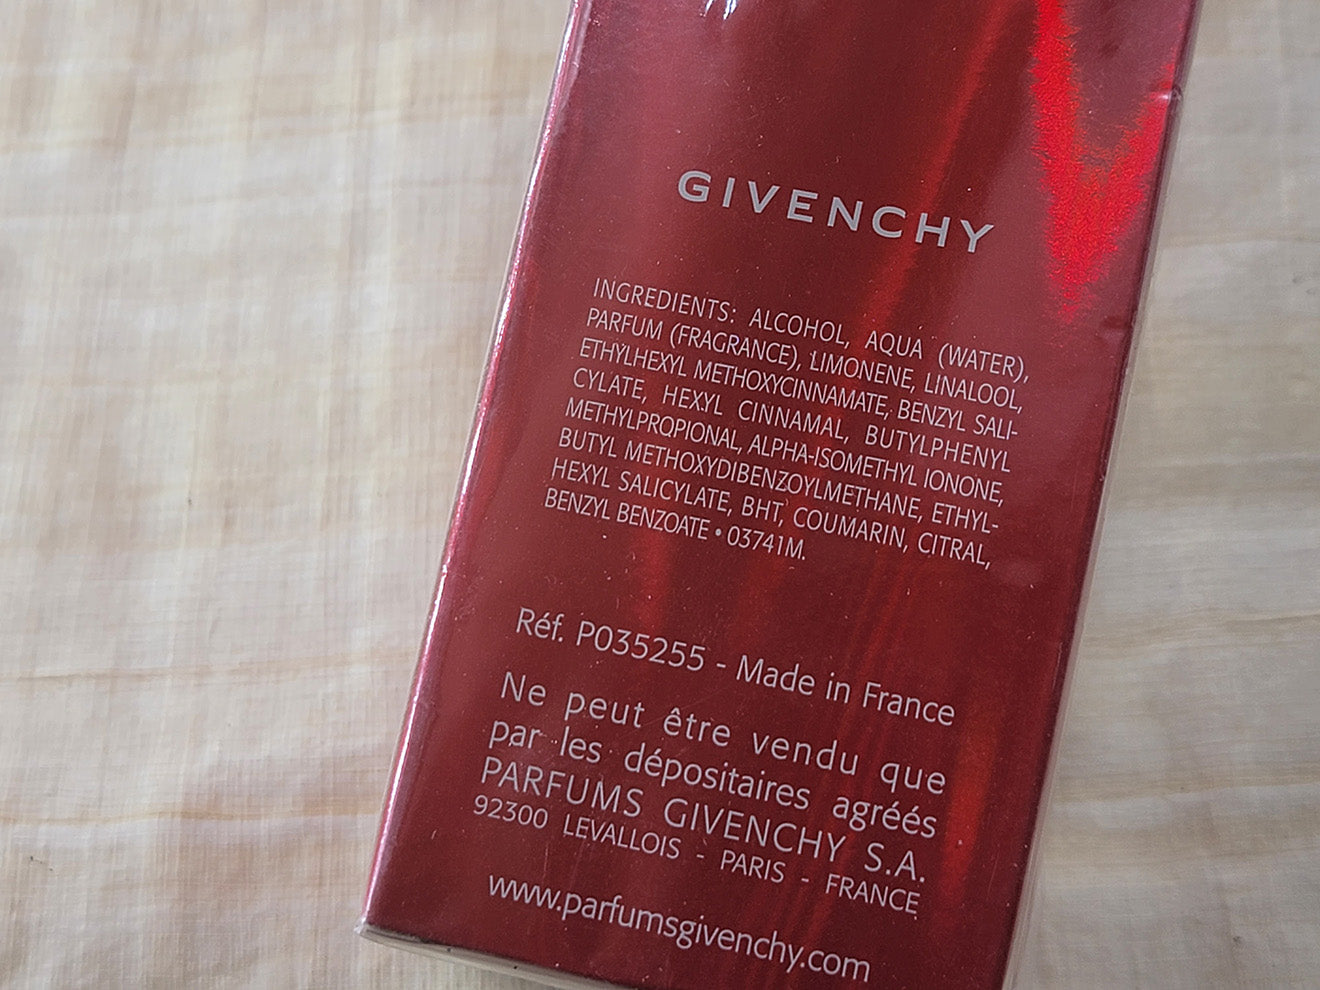 GIVENCHY
INGREDIENTS: ALCOHOL, AQUA (WATER),
PARFUM (FRAGRANCE), LIMONENE, LINALOOL,
ETHYLHEXYL METHOXYCINNAMATE, BENZYL SALI-
CYLATE, HEXYL CINNAMAL, BUTYLPHENYL
METHYLPROPIONAL, ALPHA-ISOMETHYL IONONE,
BUTYL METHOXYDIBENZOYLMETHANE, ETHYL-
HEXYL SALICYLATE, BHT, COUMARIN, CITRAL,
BENZYL BENZOATE • 03741M.
Réf. P035255 - Made in France
Ne peut être vendu que
par les dépositaires agréés
PARFUMS GIVENCHY S.A.
92300 LEVALLOIS - PARIS - FRANCE
www.parfumsgivenchy.com